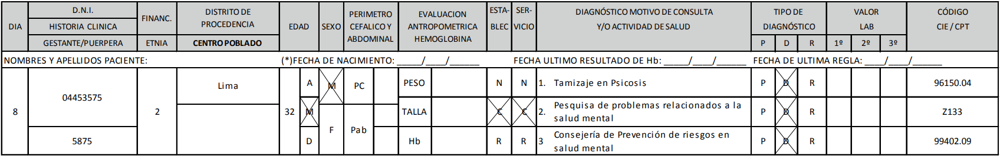 DIA
D.N.I.
HISTORIA CLINICA
GESTANTE/PUERPERA
FINANC.
ETNIA
DISTRITO DE
PROCEDENCIA
CENTRO POBLADO
EDAD
SEXO
PERIMETRO
CEFALICO Y
ABDOMINAL
EVALUACION
ANTROPOMETRICA
HEMOGLOBINA
ESTA-
BLEC
SER-
VICIO
DIAGNÓSTICO MOTIVO DE CONSULTA
Y/O ACTIVIDAD DE SALUD
TIPO DE
DIAGNÓSTICO
P D R
VALOR
LAB
1º 2º 3º
CÓDIGO
CIE / CPT
NOMBRES Y APELLIDOS PACIENTE: (*)FECHA DE NACIMIENTO: _____/____/______ FECHA ULTIMO RESULTADO DE Hb: _____/____/______ FECHA DE ULTIMA REGLA: ____/____/_____
8
04453575
5875
2
Lima
32
A
M
D
M
F
PC
Pab
PESO
TALLA
Hb
N
C
R
N
C
R
1. Tamizaje en Psicosis
P D R
96150.04
2. Pesquisa de problemas relacionados a la
salud mental
P D R
Z133
3 Consejería de Prevención de riesgos en
salud mental
P D R
99402.09